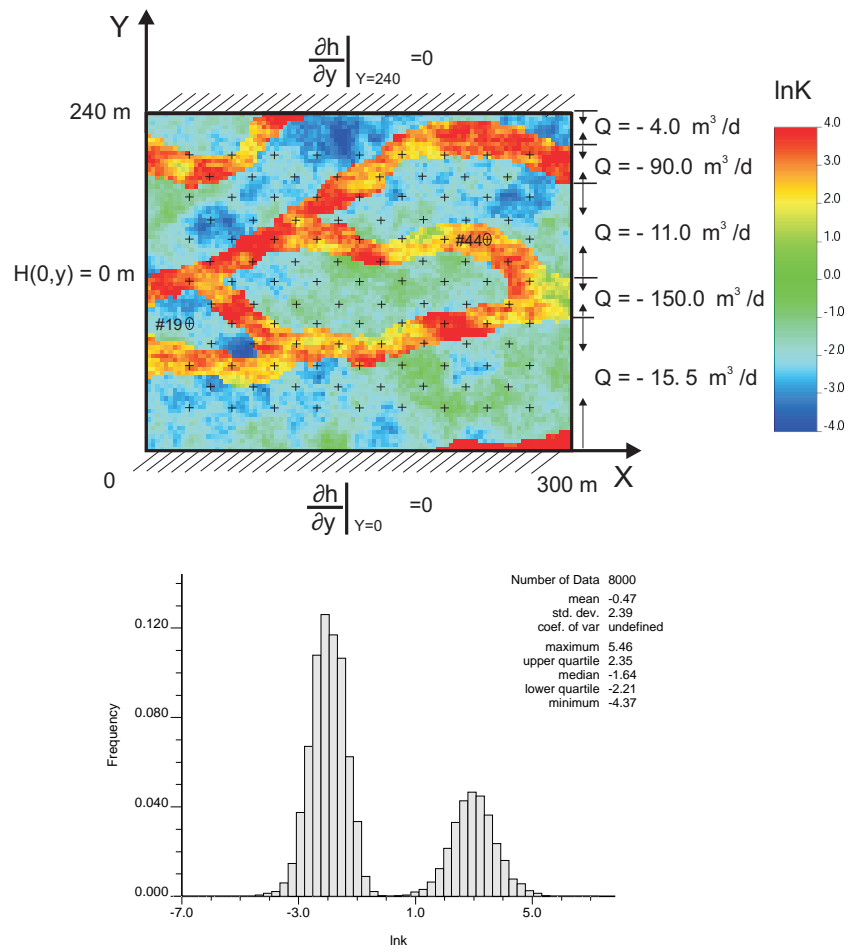 Y
∂h/∂y|Y=240 =0
240 m
lnK
4.0
3.0
2.0
1.0
0.0
-1.0
-2.0
-3.0
-4.0
Q = - 4.0 m³/d
Q = - 90.0 m³/d
Q = - 11.0 m³/d
Q = - 150.0 m³/d
Q = - 15. 5 m³/d
#44
H(0,y) = 0 m
#19
0
300 m
X
∂h/∂y|Y=0 =0
Number of Data 8000
mean -0.47
std. dev. 2.39
coef. of var undefined
maximum 5.46
upper quartile 2.35
median -1.64
lower quartile -2.21
minimum -4.37
Frequency
0.120
0.080
0.040
0.000
-7.0 -3.0 1.0 5.0
lnk